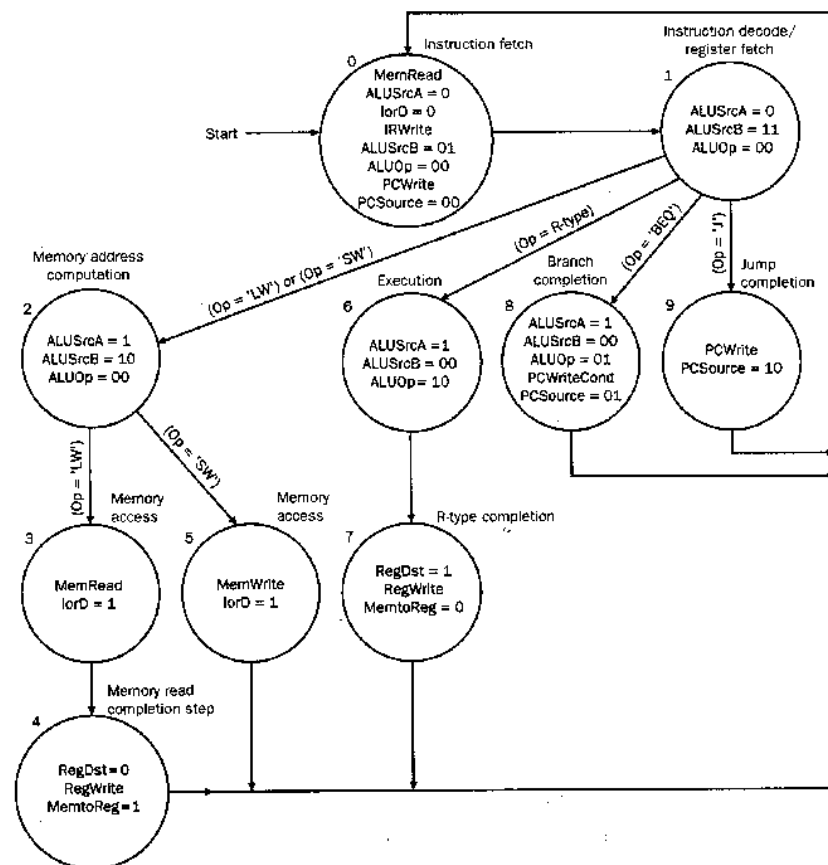 Instruction fetch
0
MemRead
ALUSrcA = 0
IorD = 0
IRWrite
ALUSrcB = 01
ALUOp = 00
PCWrite
PCSource = 00
Start
Instruction decode/
register fetch
1
ALUSrcA = 0
ALUSrcB = 11
ALUOp = 00
(Op = 'LW') or (Op = 'SW')
(Op = R-type)
(Op = 'BEQ')
(Op = 'J')
Memory address
computation
2
ALUSrcA = 1
ALUSrcB = 10
ALUOp = 00
Execution
6
ALUSrcA =1
ALUSrcB = 00
ALUOp= 10
Branch
completion
8
ALUSrcA = 1
ALUSrcB = 00
ALUOp = 01
PCWriteCond
PCSource = 01
Jump
completion
9
PCWrite
PCSource = 10
(Op = 'LW')
(Op = 'SW')
Memory
access
3
MemRead
IorD = 1
Memory
access
5
MemWrite
IorD = 1
R-type completion
7
RegDst = 1
RegWrite
MemtoReg = 0
Memory read
completion step
4
RegDst=0
RegWrite
MemtoReg=1